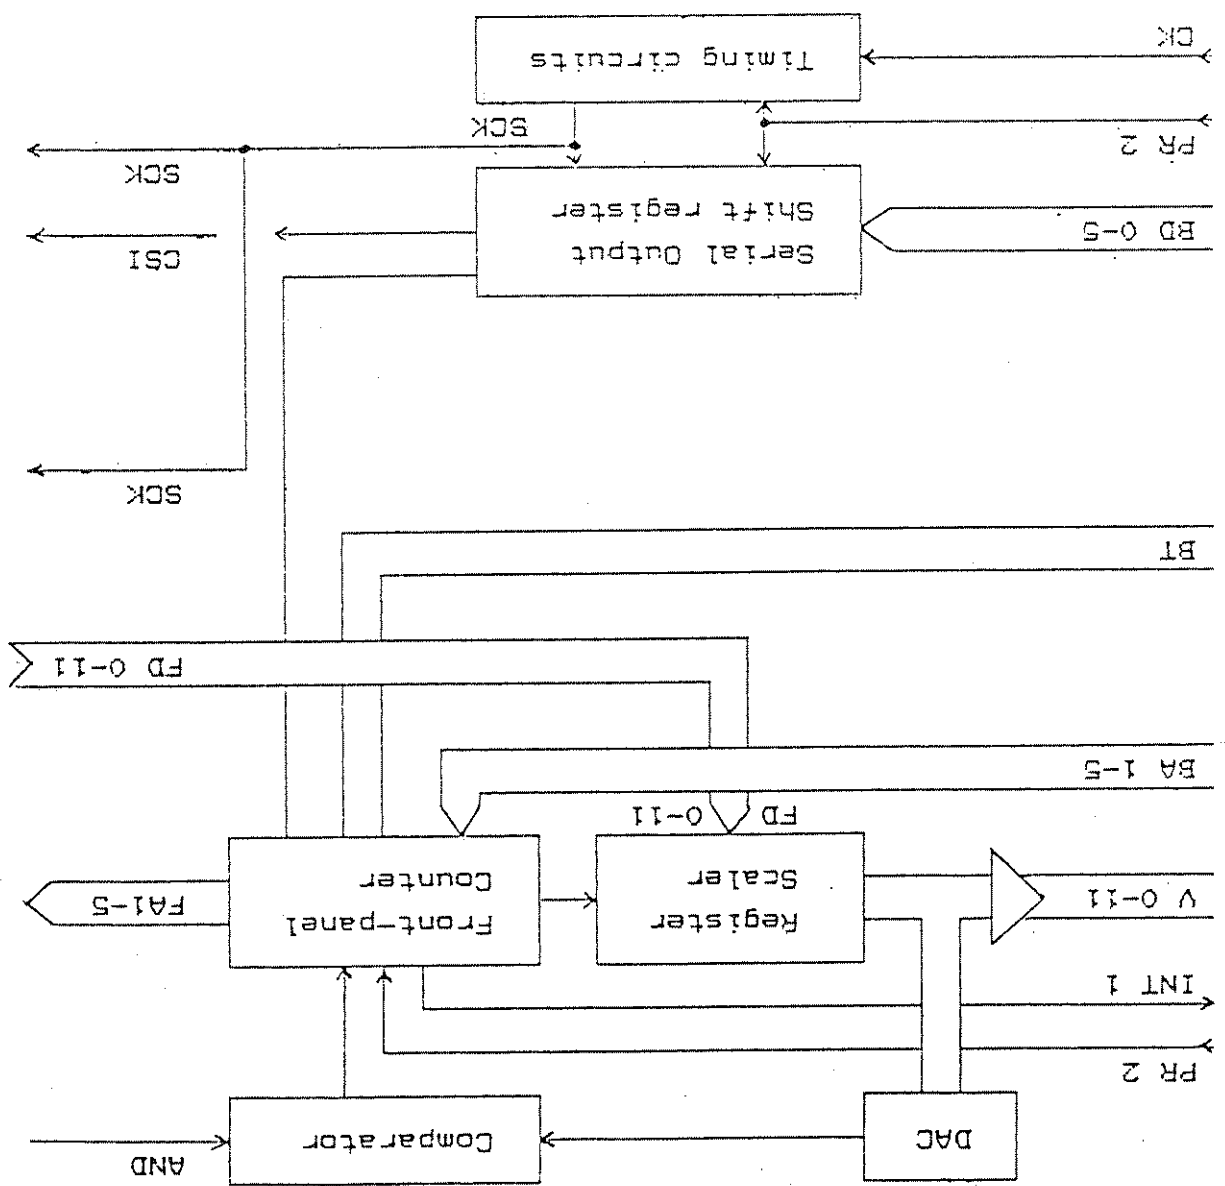 AND
DAC
Comparator
PR 2
INT 1
V 0-11
Register
Scaler
Front-panel
Counter
FA1-5
FD 0-11
BA 1-5
FD 0-11
BT
SCK
BD 0-5
Serial Output
Shift register
CSI
SCK
PR 2
SCK
CK
Timing circuits